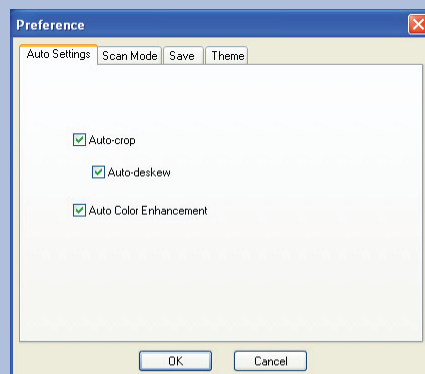 Preference
Auto Settings Scan Mode Save Theme
Auto-crop
Auto-deskew
Auto Color Enhancement
OK Cancel